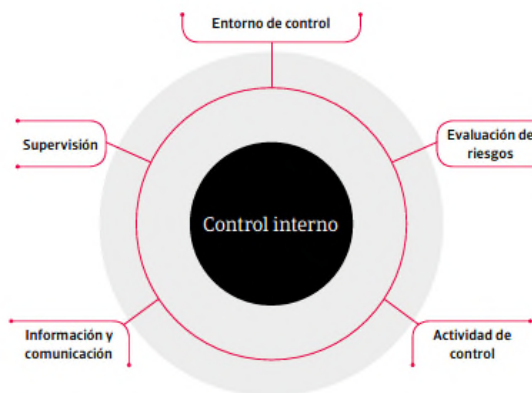 Entorno de control
Supervisión
Evaluación de
riesgos
Control interno
Información y
comunicación
Actividad de
control